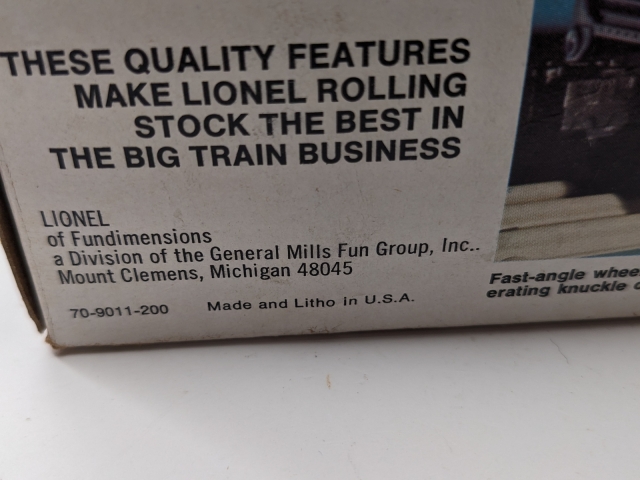 THESE QUALITY FEATURES
MAKE LIONEL ROLLING
STOCK THE BEST IN
THE BIG TRAIN BUSINESS
LIONEL
of Fundimensions
a Division of the General Mills Fun Group, Inc..
Mount Clemens, Michigan 48045
70-9011-200 Made and Litho in U.S.A.
Fast-angle
knuckle